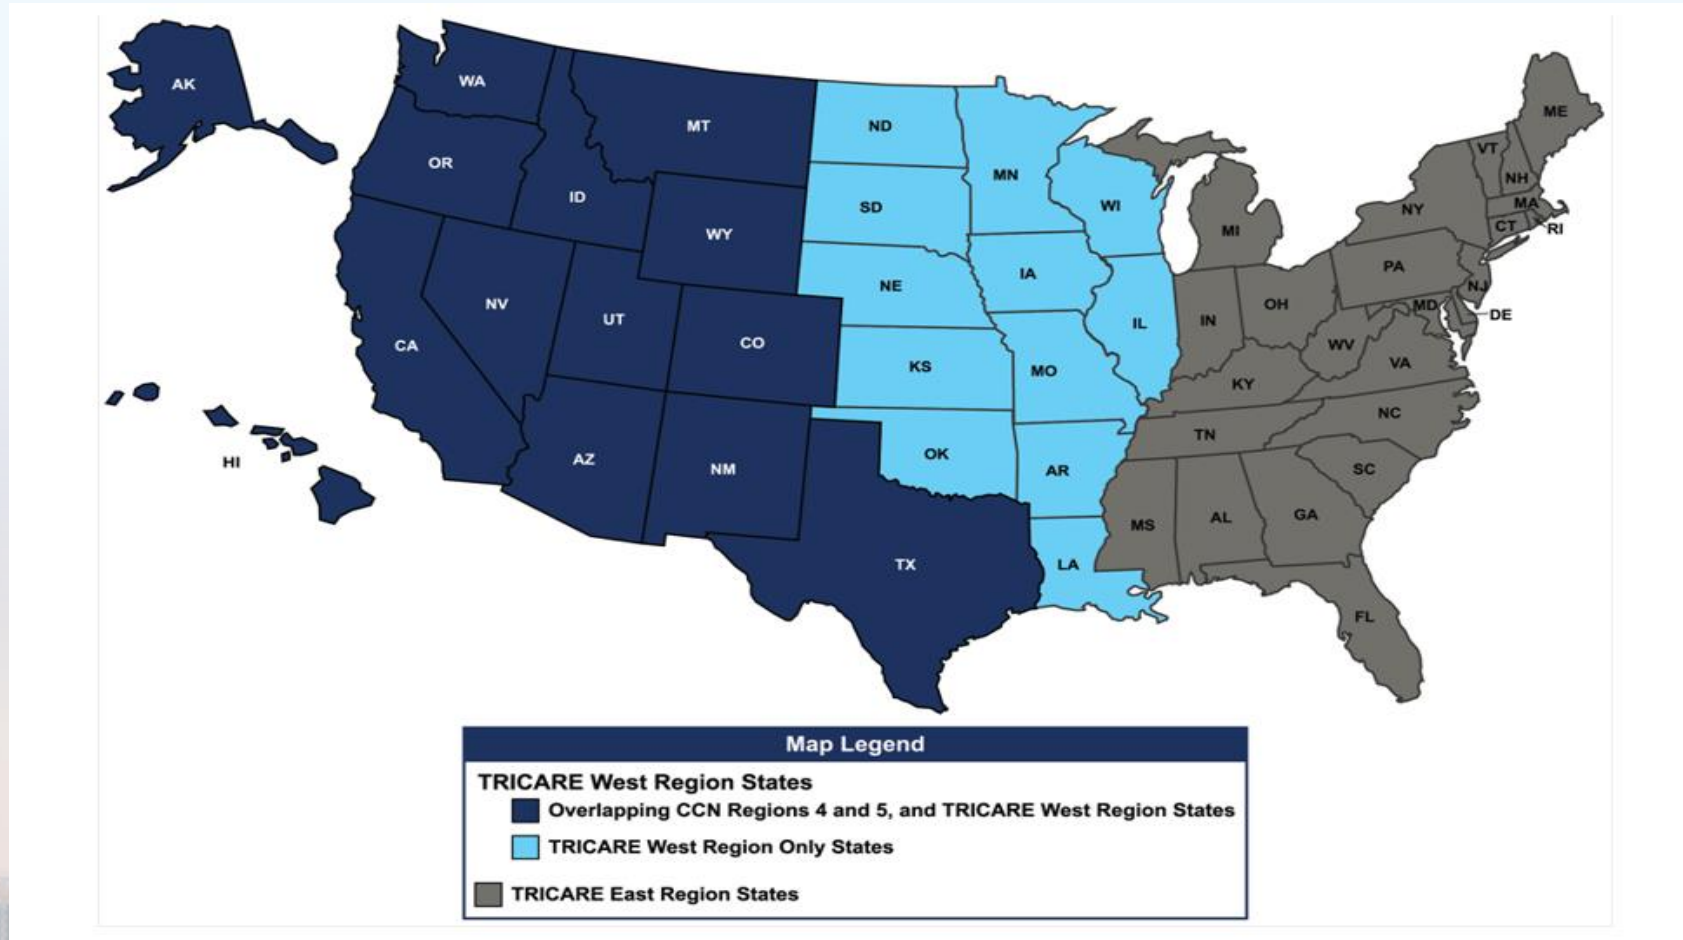 AK
WA
MT
ND
MN
ME
OR
ID
SD
WI
VT
NH
WY
MI
NY
MA
CT
RI
NV
UT
NE
IA
PA
NJ
CA
CO
KS
MO
IL
IN
OH
MD
DE
WV
VA
KY
HI
AZ
NM
OK
AR
TN
NC
SC
TX
LA
MS
AL
GA
FL
Map Legend
TRICARE West Region States
Overlapping CCN Regions 4 and 5, and TRICARE West Region States
TRICARE West Region Only States
TRICARE East Region States